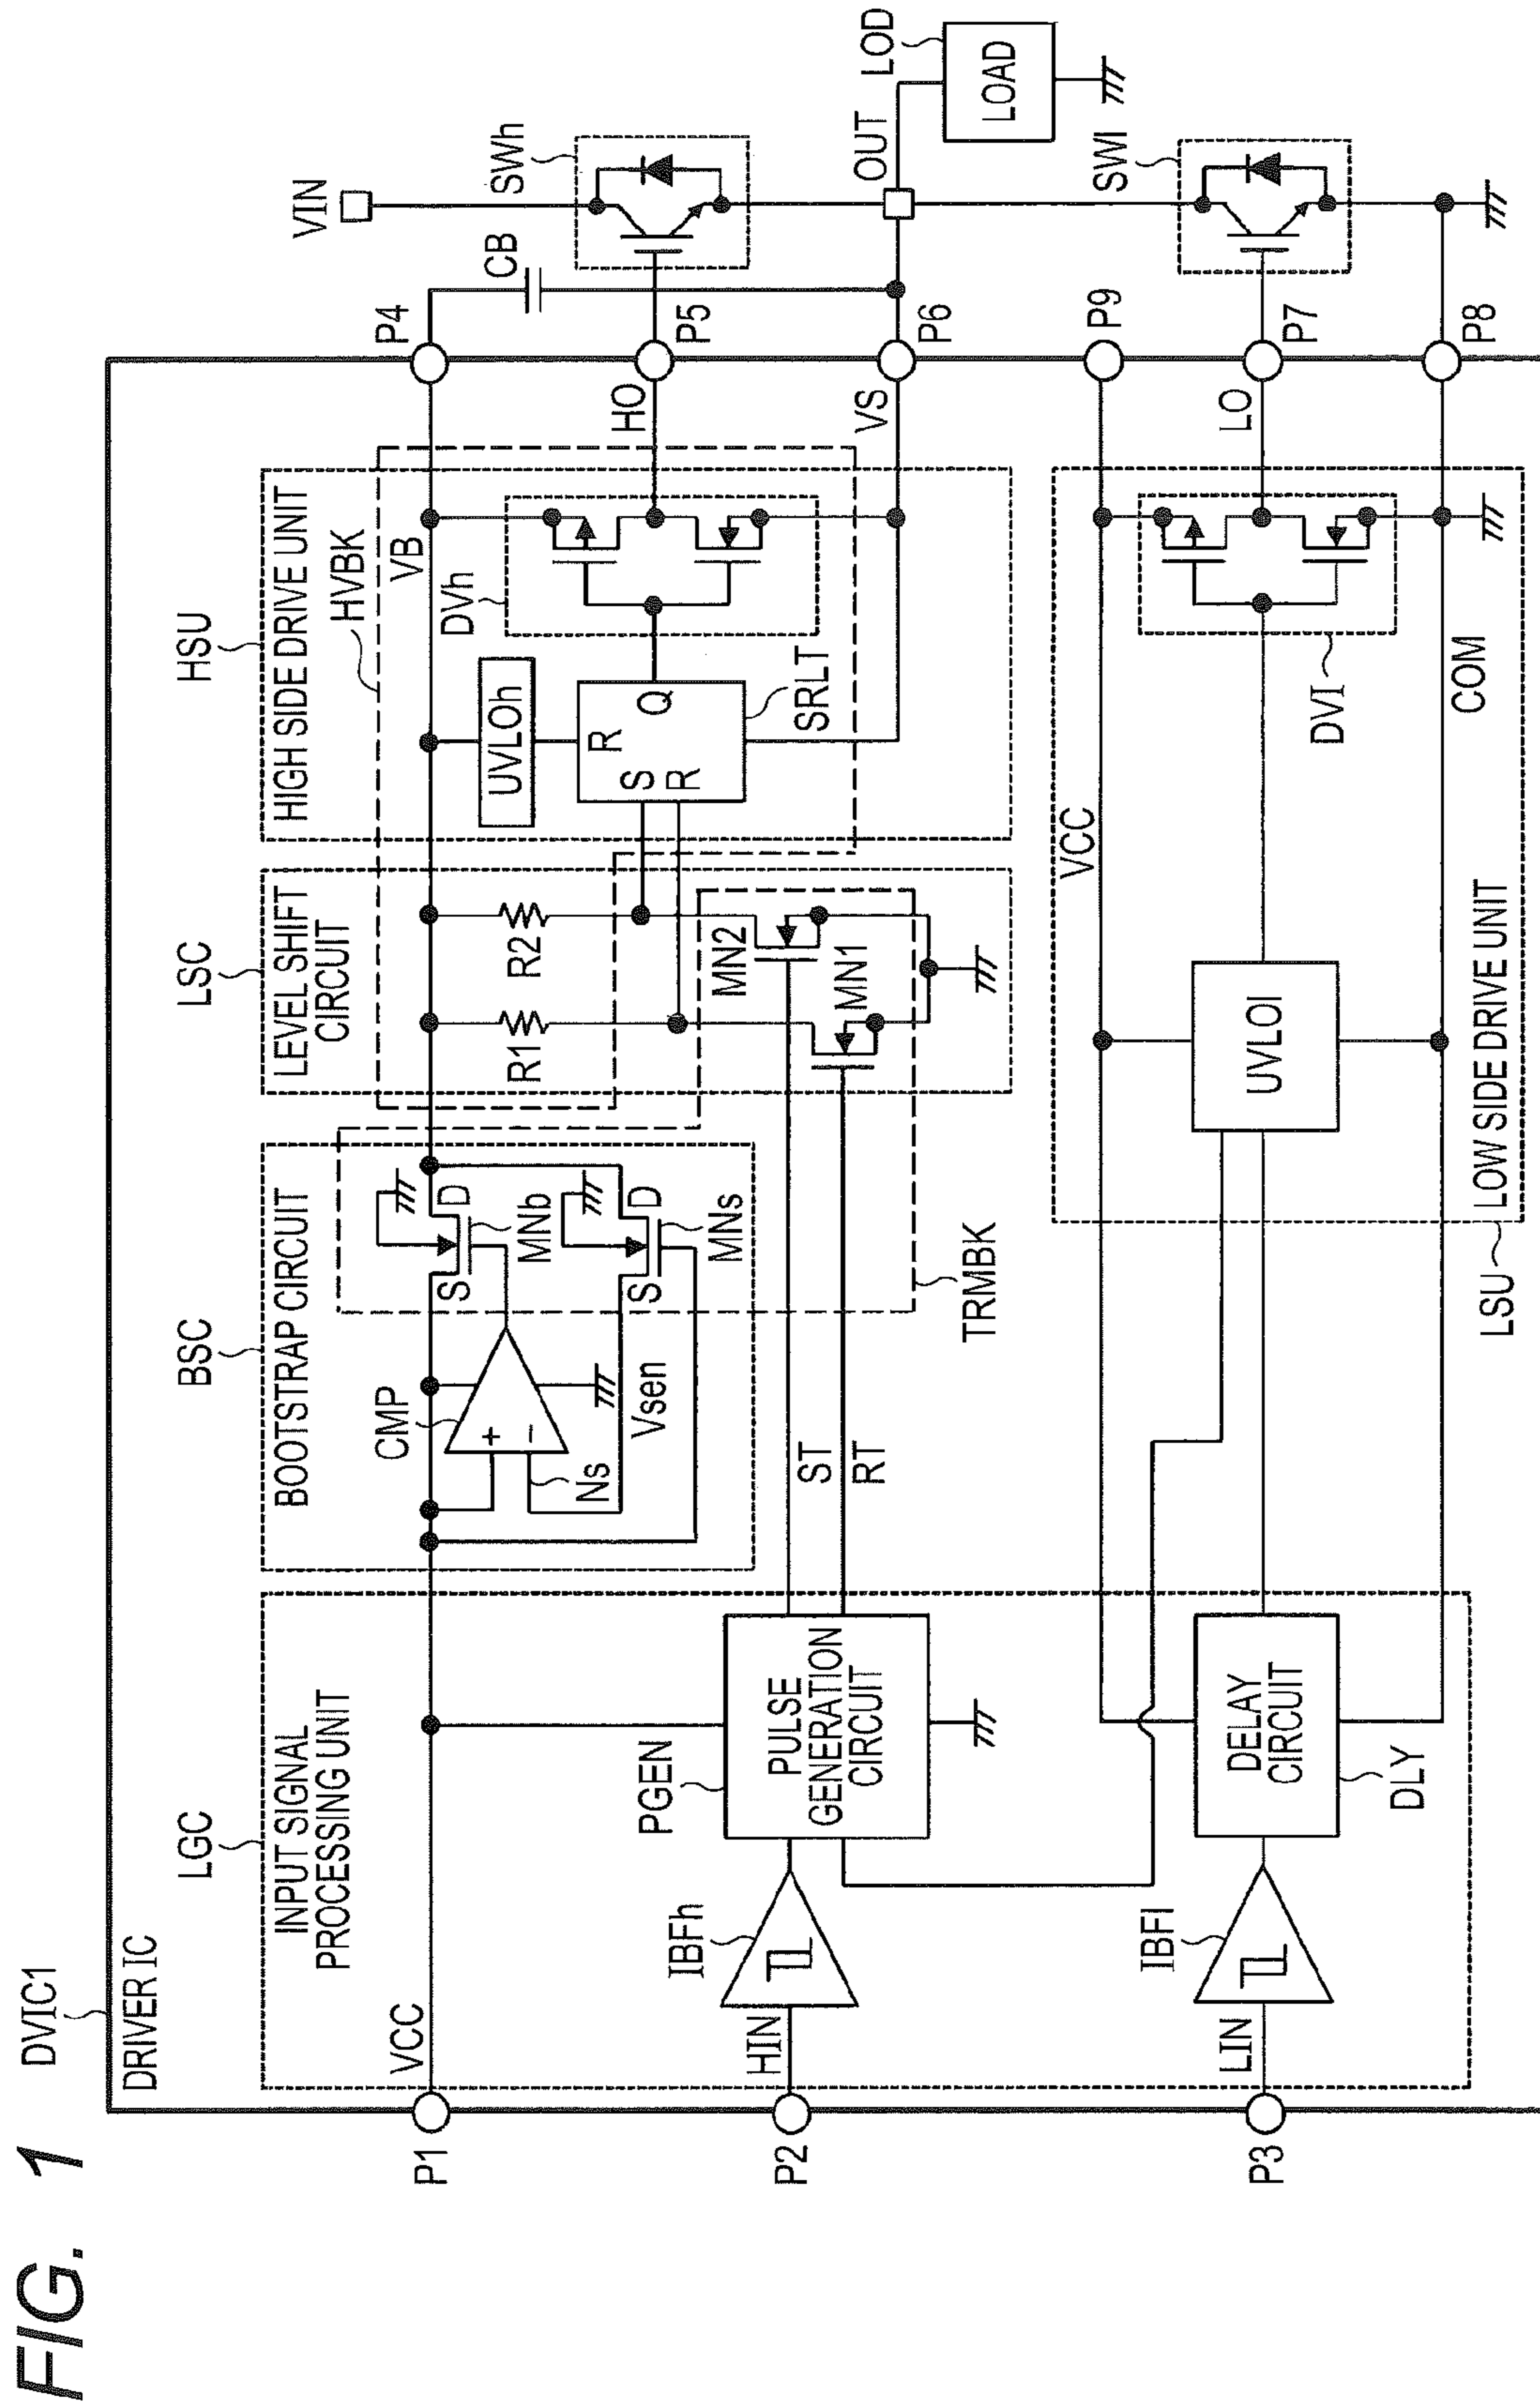 FIG. 1
DVIC1
DRIVER IC
LGC
INPUT SIGNAL
PROCESSING UNIT
BSC
BOOTSTRAP CIRCUIT
LSC
LEVEL SHIFT
CIRCUIT
HSU
HIGH SIDE DRIVE UNIT
HVBK
P1
VCC
CMP
+
−
Ns
Vsen
S
D
MNb
S
D
MNs
TRMBK
R1
R2
MN2
MN1
VB
UVLOh
R
S
R
Q
SRLT
DVh
HO
VS
P4
P5
P6
CB
VIN
SWh
OUT
LOD
LOAD
P2
HIN
IBFh
PGEN
PULSE
GENERATION
CIRCUIT
ST
RT
P3
LIN
IBFl
DELAY
CIRCUIT
DLY
VCC
UVLOl
DVl
COM
LO
LOW SIDE DRIVE UNIT
LSU
P9
P7
P8
SWl